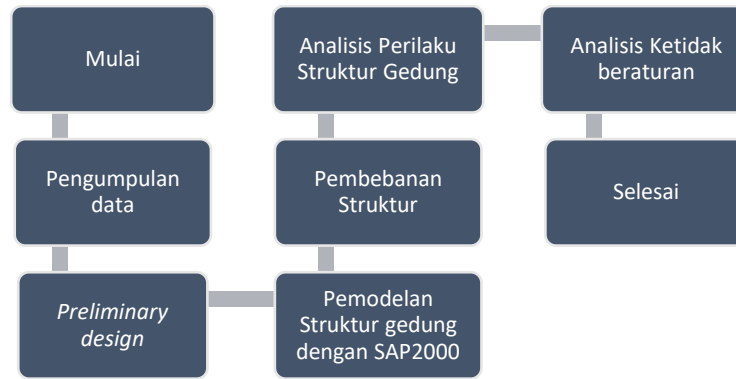 Mulai
Pengumpulan
data
Preliminary
design
Pemodelan
Struktur gedung
dengan SAP2000
Pembebanan
Struktur
Analisis Perilaku
Struktur Gedung
Analisis Ketidak
beraturan
Selesai